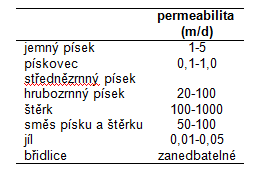 permeabilita
(m/d)
jemný písek 1-5
pískovec 0,1-1,0
střednězrnný písek
hrubozrnný písek 20-100
štěrk 100-1000
směs písku a štěrku 50-100
jíl 0,01-0,05
břidlice zanedbatelné